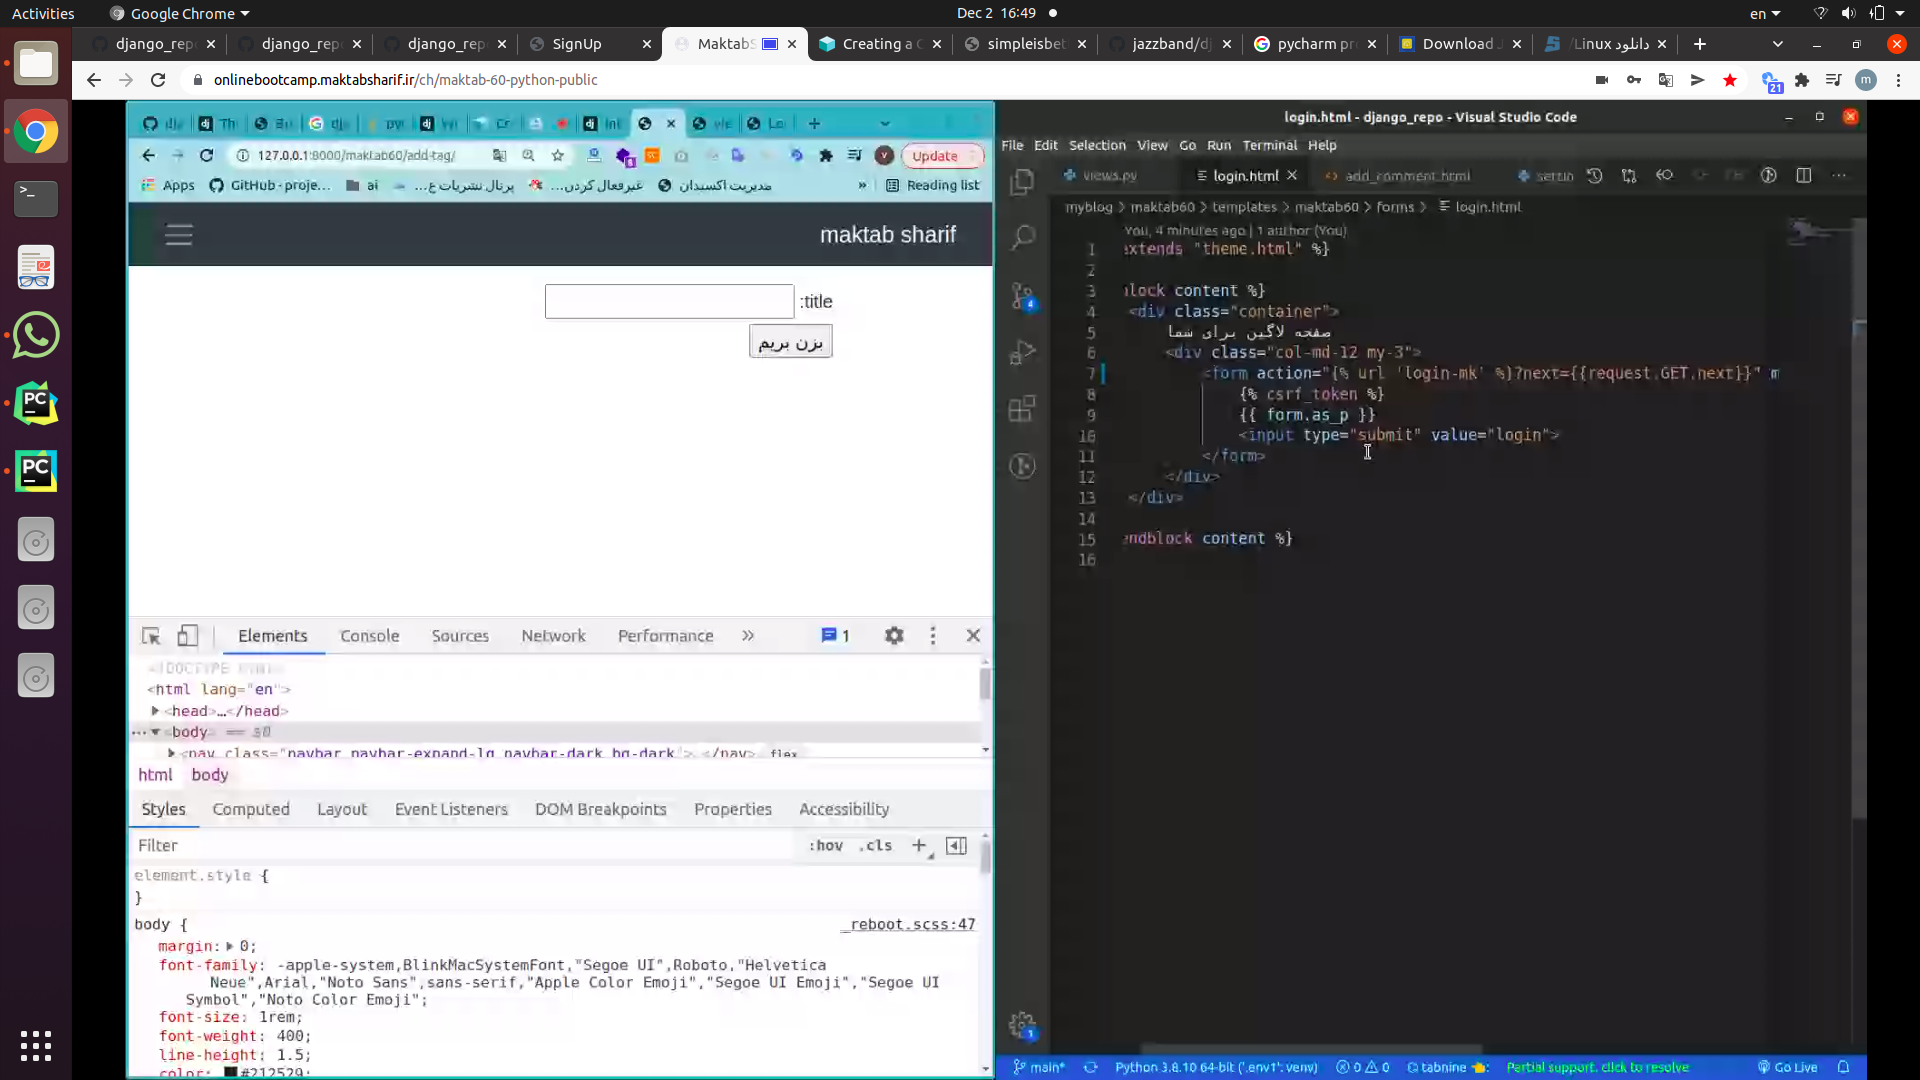 Activities
Google Chrome
Dec 2 16:49
en
django_rep
django_rep
django_rep
SignUp
MaktabS
Creating a C
simpleisbet
jazzband/dj
pycharm pr
Download J
دانلود Linux/
onlinebootcamp.maktabsharif.ir/ch/maktab-60-python-public
21
m
127.0.0.1:8000/maktab60/add-tag/
Update
Apps
GitHub - proje...
ai
پرتال نشریات ع...
غیرفعال کردن...
مدیریت اکسبدان
»
Reading list
maktab sharif
:title
بزن بریم
Elements
Console
Sources
Network
Performance
»
1
<!DOCTYPE html>
<html lang="en">
<head>…</head>
<body> == $0
<nav class="navbar navbar-expand-lg navbar-dark bg-dark">…</nav> flex
html body
Styles
Computed
Layout
Event Listeners
DOM Breakpoints
Properties
Accessibility
Filter
:hov .cls
element.style {
}
body {
_reboot.scss:47
margin: 0;
font-family: -apple-system,BlinkMacSystemFont,"Segoe UI",Roboto,"Helvetica
Neue",Arial,"Noto Sans",sans-serif,"Apple Color Emoji","Segoe UI Emoji","Segoe UI
Symbol","Noto Color Emoji";
font-size: 1rem;
font-weight: 400;
line-height: 1.5;
color: #212529;
login.html - django_repo - Visual Studio Code
File Edit Selection View Go Run Terminal Help
views.py
login.html
add_comment.html
settin
myblog > maktab60 > templates > maktab60 > forms > login.html
You, 4 minutes ago | 1 author (You)
1 extends "theme.html" %}
2
3 lock content %}
4 <div class="container">
5 صفحه لاگین برای شما
6 <div class="col-md-12 my-3">
7 <form action="{% url 'login-mk' %}?next={{request.GET.next}}" m
8 {% csrf_token %}
9 {{ form.as_p }}
10 <input type="submit" value="login">
11 </form>
12 </div>
13 </div>
14
15 endblock content %}
16
4
1
main*
Python 3.8.10 64-bit ('.env1': venv)
0 0
tabnine
Partial support, click to resolve
Go Live